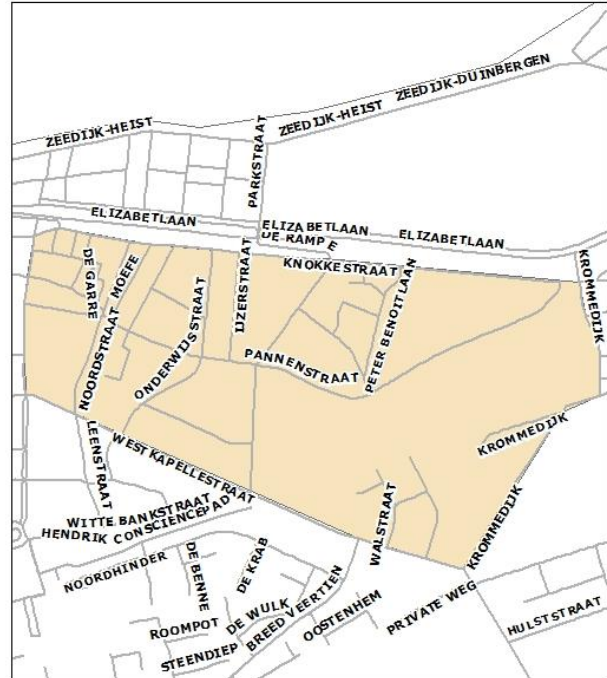 ZEEDIJK-DUINBERGEN
ZEEDIJK-HEIST
ZEEDIJK-HEIST
PARKSTRAAT
ELIZABETLAAN
ELIZABETLAAN
ELIZABETLAAN
DE RAMPE
KNOKKESTRAAT
KROMMEDIJK
DE GARRE
MOEFE
NOORDSTRAAT
ONDERWIJSSTRAAT
IJZERSTRAAT
PETER BENOITLAAN
PANNENSTRAAT
KROMMEDIJK
LEENSTRAAT
WESTKAPELLESTRAAT
WALSTRAAT
KROMMEDIJK
WITTE BANKSTRAAT
HENDRIK CONSCIENCEPAD
NOORDHINDER
DE BENNE
DE KRAB
DE WULK
BREED VEERTIEN
OOSTENHEM
PRIVATE WEG
HULSTSTRAAT
ROOMPOT
STEENDIEP